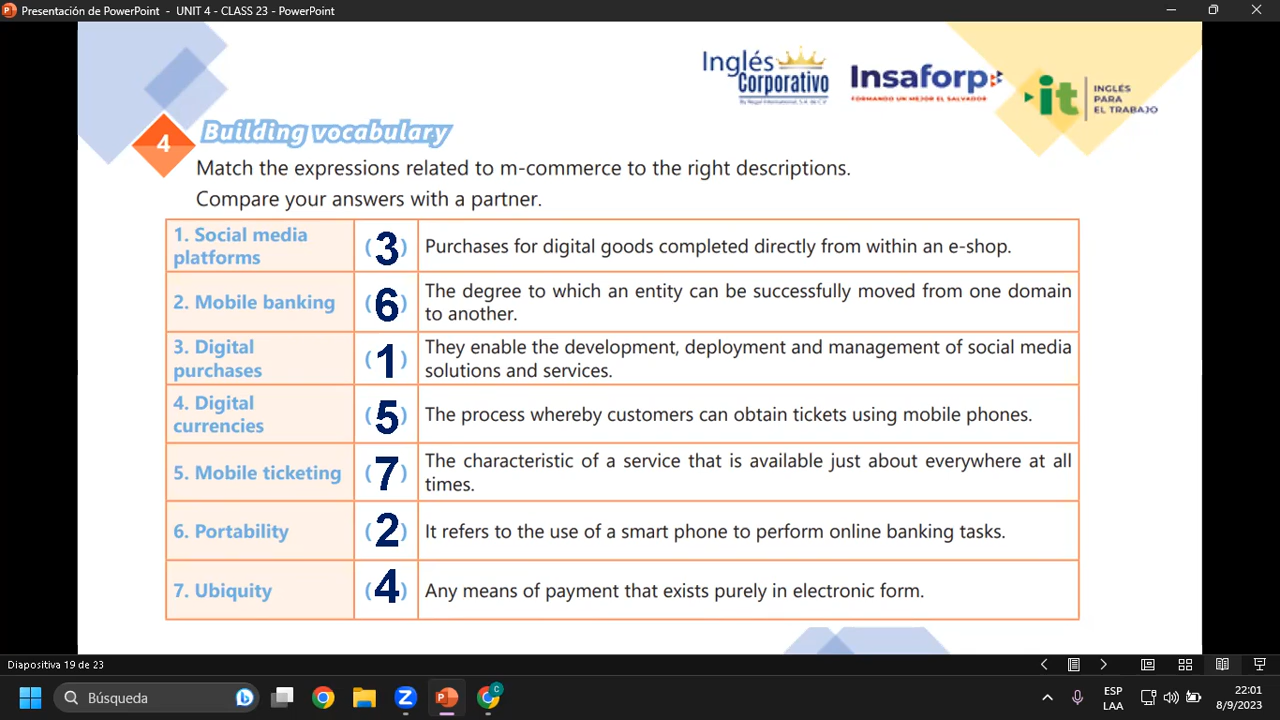 Presentación de PowerPoint - UNIT 4 - CLASS 23 - PowerPoint
Inglés
Corporativo
Insaforp
FORMANDO UN MEJOR EL SALVADOR
it
INGLÉS
PARA
EL TRABAJO
4
Building vocabulary
Match the expressions related to m-commerce to the right descriptions.
Compare your answers with a partner.
1. Social media
platforms
(3)
Purchases for digital goods completed directly from within an e-shop.
2. Mobile banking
(6)
The degree to which an entity can be successfully moved from one domain
to another.
3. Digital
purchases
(1)
They enable the development, deployment and management of social media
solutions and services.
4. Digital
currencies
(5)
The process whereby customers can obtain tickets using mobile phones.
5. Mobile ticketing
(7)
The characteristic of a service that is available just about everywhere at all
times.
6. Portability
(2)
It refers to the use of a smart phone to perform online banking tasks.
7. Ubiquity
(4)
Any means of payment that exists purely in electronic form.
Diapositiva 19 de 23
Búsqueda
C
ESP
LAA
22:01
8/9/2023